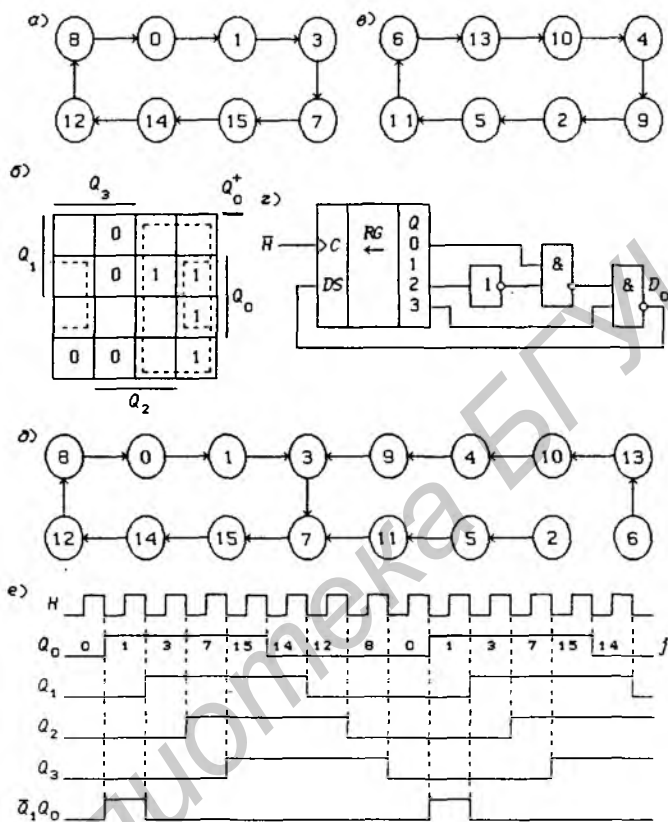 а)
8 0 1 3
12 14 15 7
в)
6 13 10 4
11 5 2 9
б)
Q₃
Q₀⁺
0
Q₁
0 1 1
Q₀
1
0 0 1
Q₂
г)
H̅
C
DS
RG
←
Q
0
1
2
3
1
&
&
D₀
д)
8 0 1 3 9 4 10 13
12 14 15 7 11 5 2 6
е)
H
Q₀ 0 1 3 7 15 14 12 8 0 1 3 7 15 14 j
Q₁
Q₂
Q₃
Q̅₁Q₀
Библиотека БГУИ